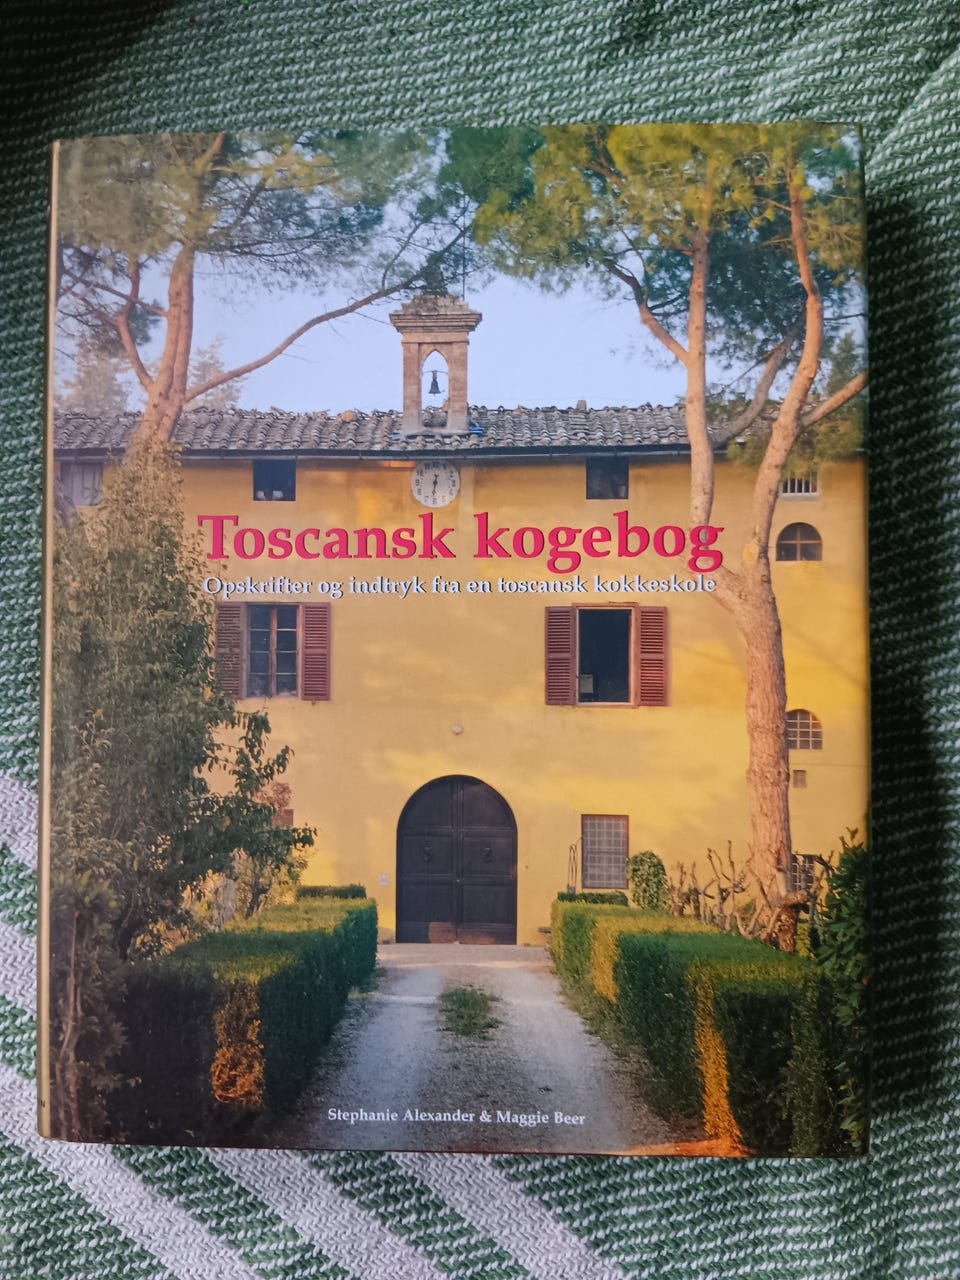 Toscansk kogebog
Opskrifter og indtryk fra en toscansk kokkeskole
Stephanie Alexander & Maggie Beer